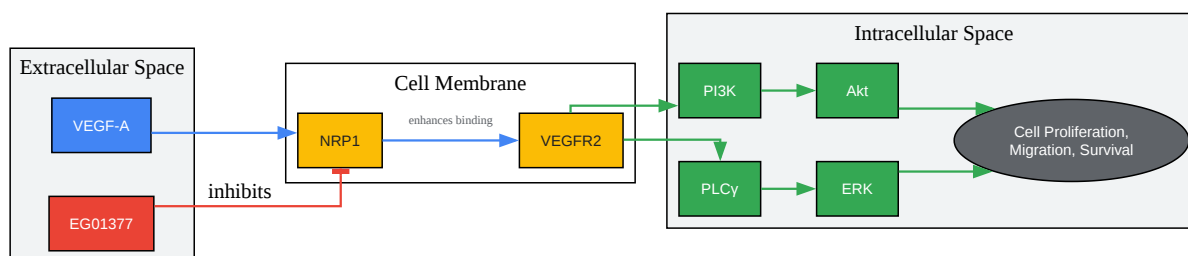 Extracellular Space
VEGF-A
EG01377
inhibits
Cell Membrane
NRP1
enhances binding
VEGFR2
Intracellular Space
PI3K
Akt
PLCγ
ERK
Cell Proliferation,
Migration, Survival